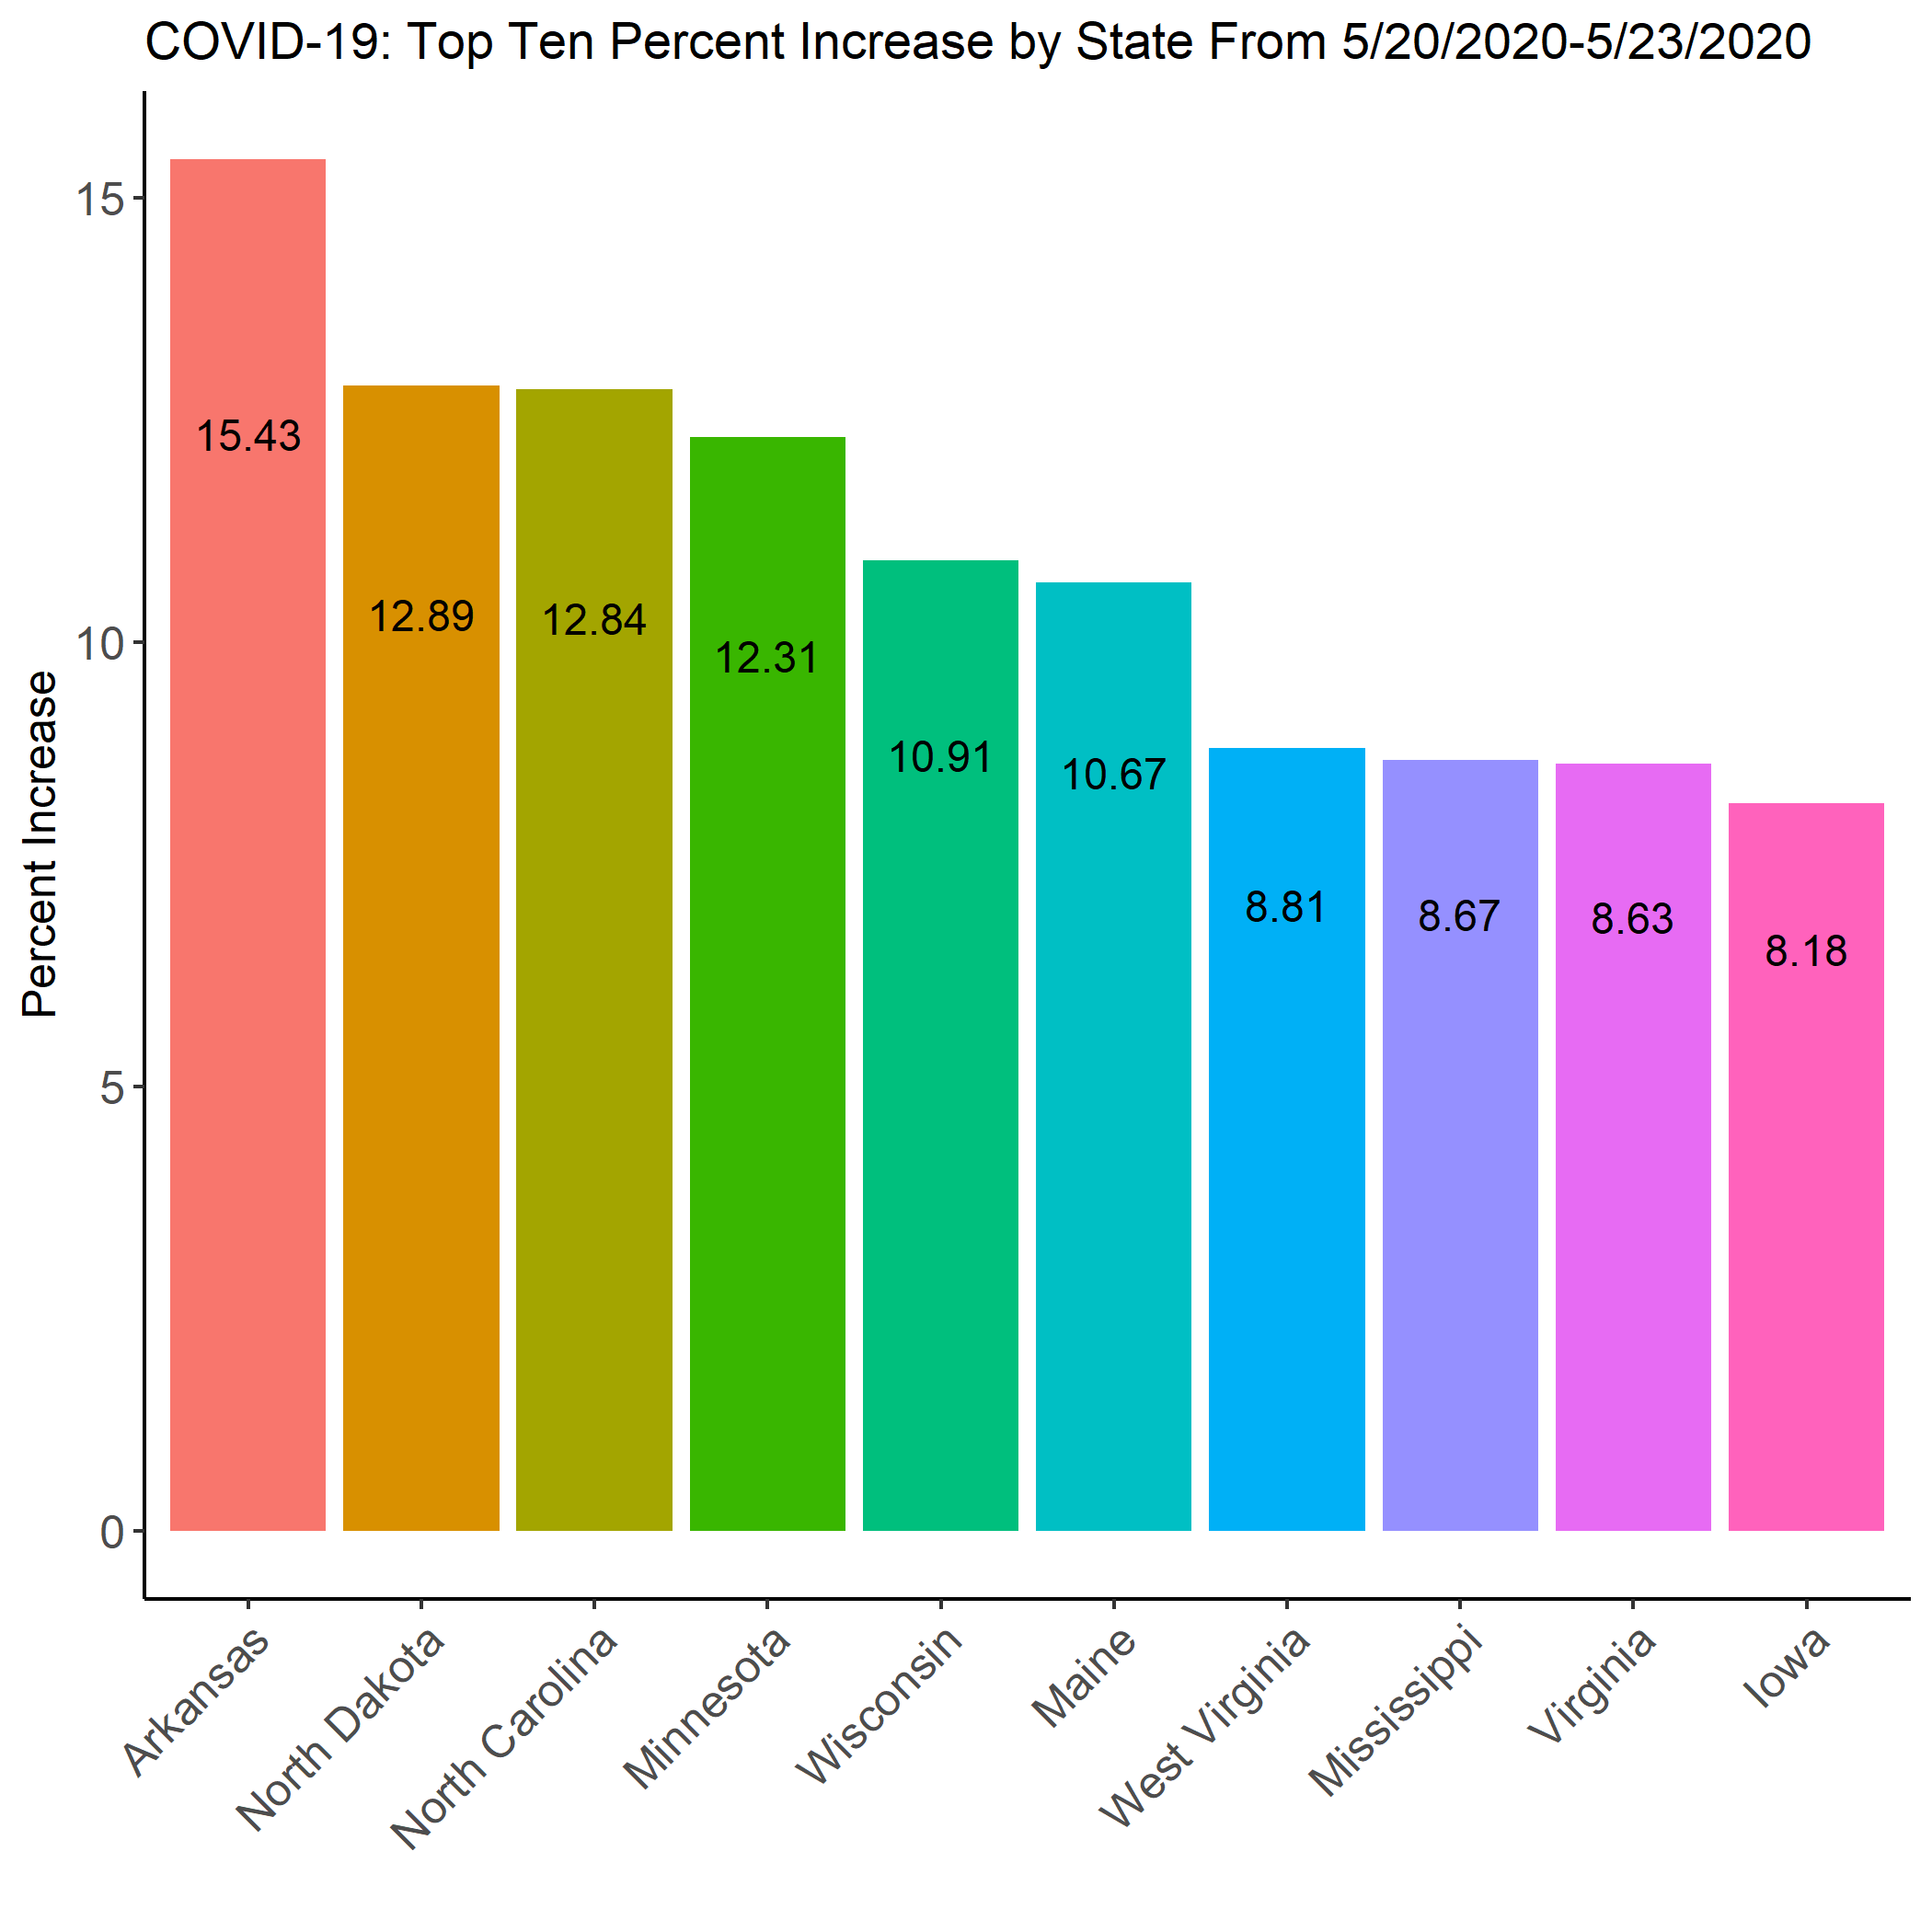 COVID-19: Top Ten Percent Increase by State From 5/20/2020-5/23/2020
Percent Increase
15
10
5
0
15.43
12.89
12.84
12.31
10.91
10.67
8.81
8.67
8.63
8.18
Arkansas
North Dakota
North Carolina
Minnesota
Wisconsin
Maine
West Virginia
Mississippi
Virginia
Iowa